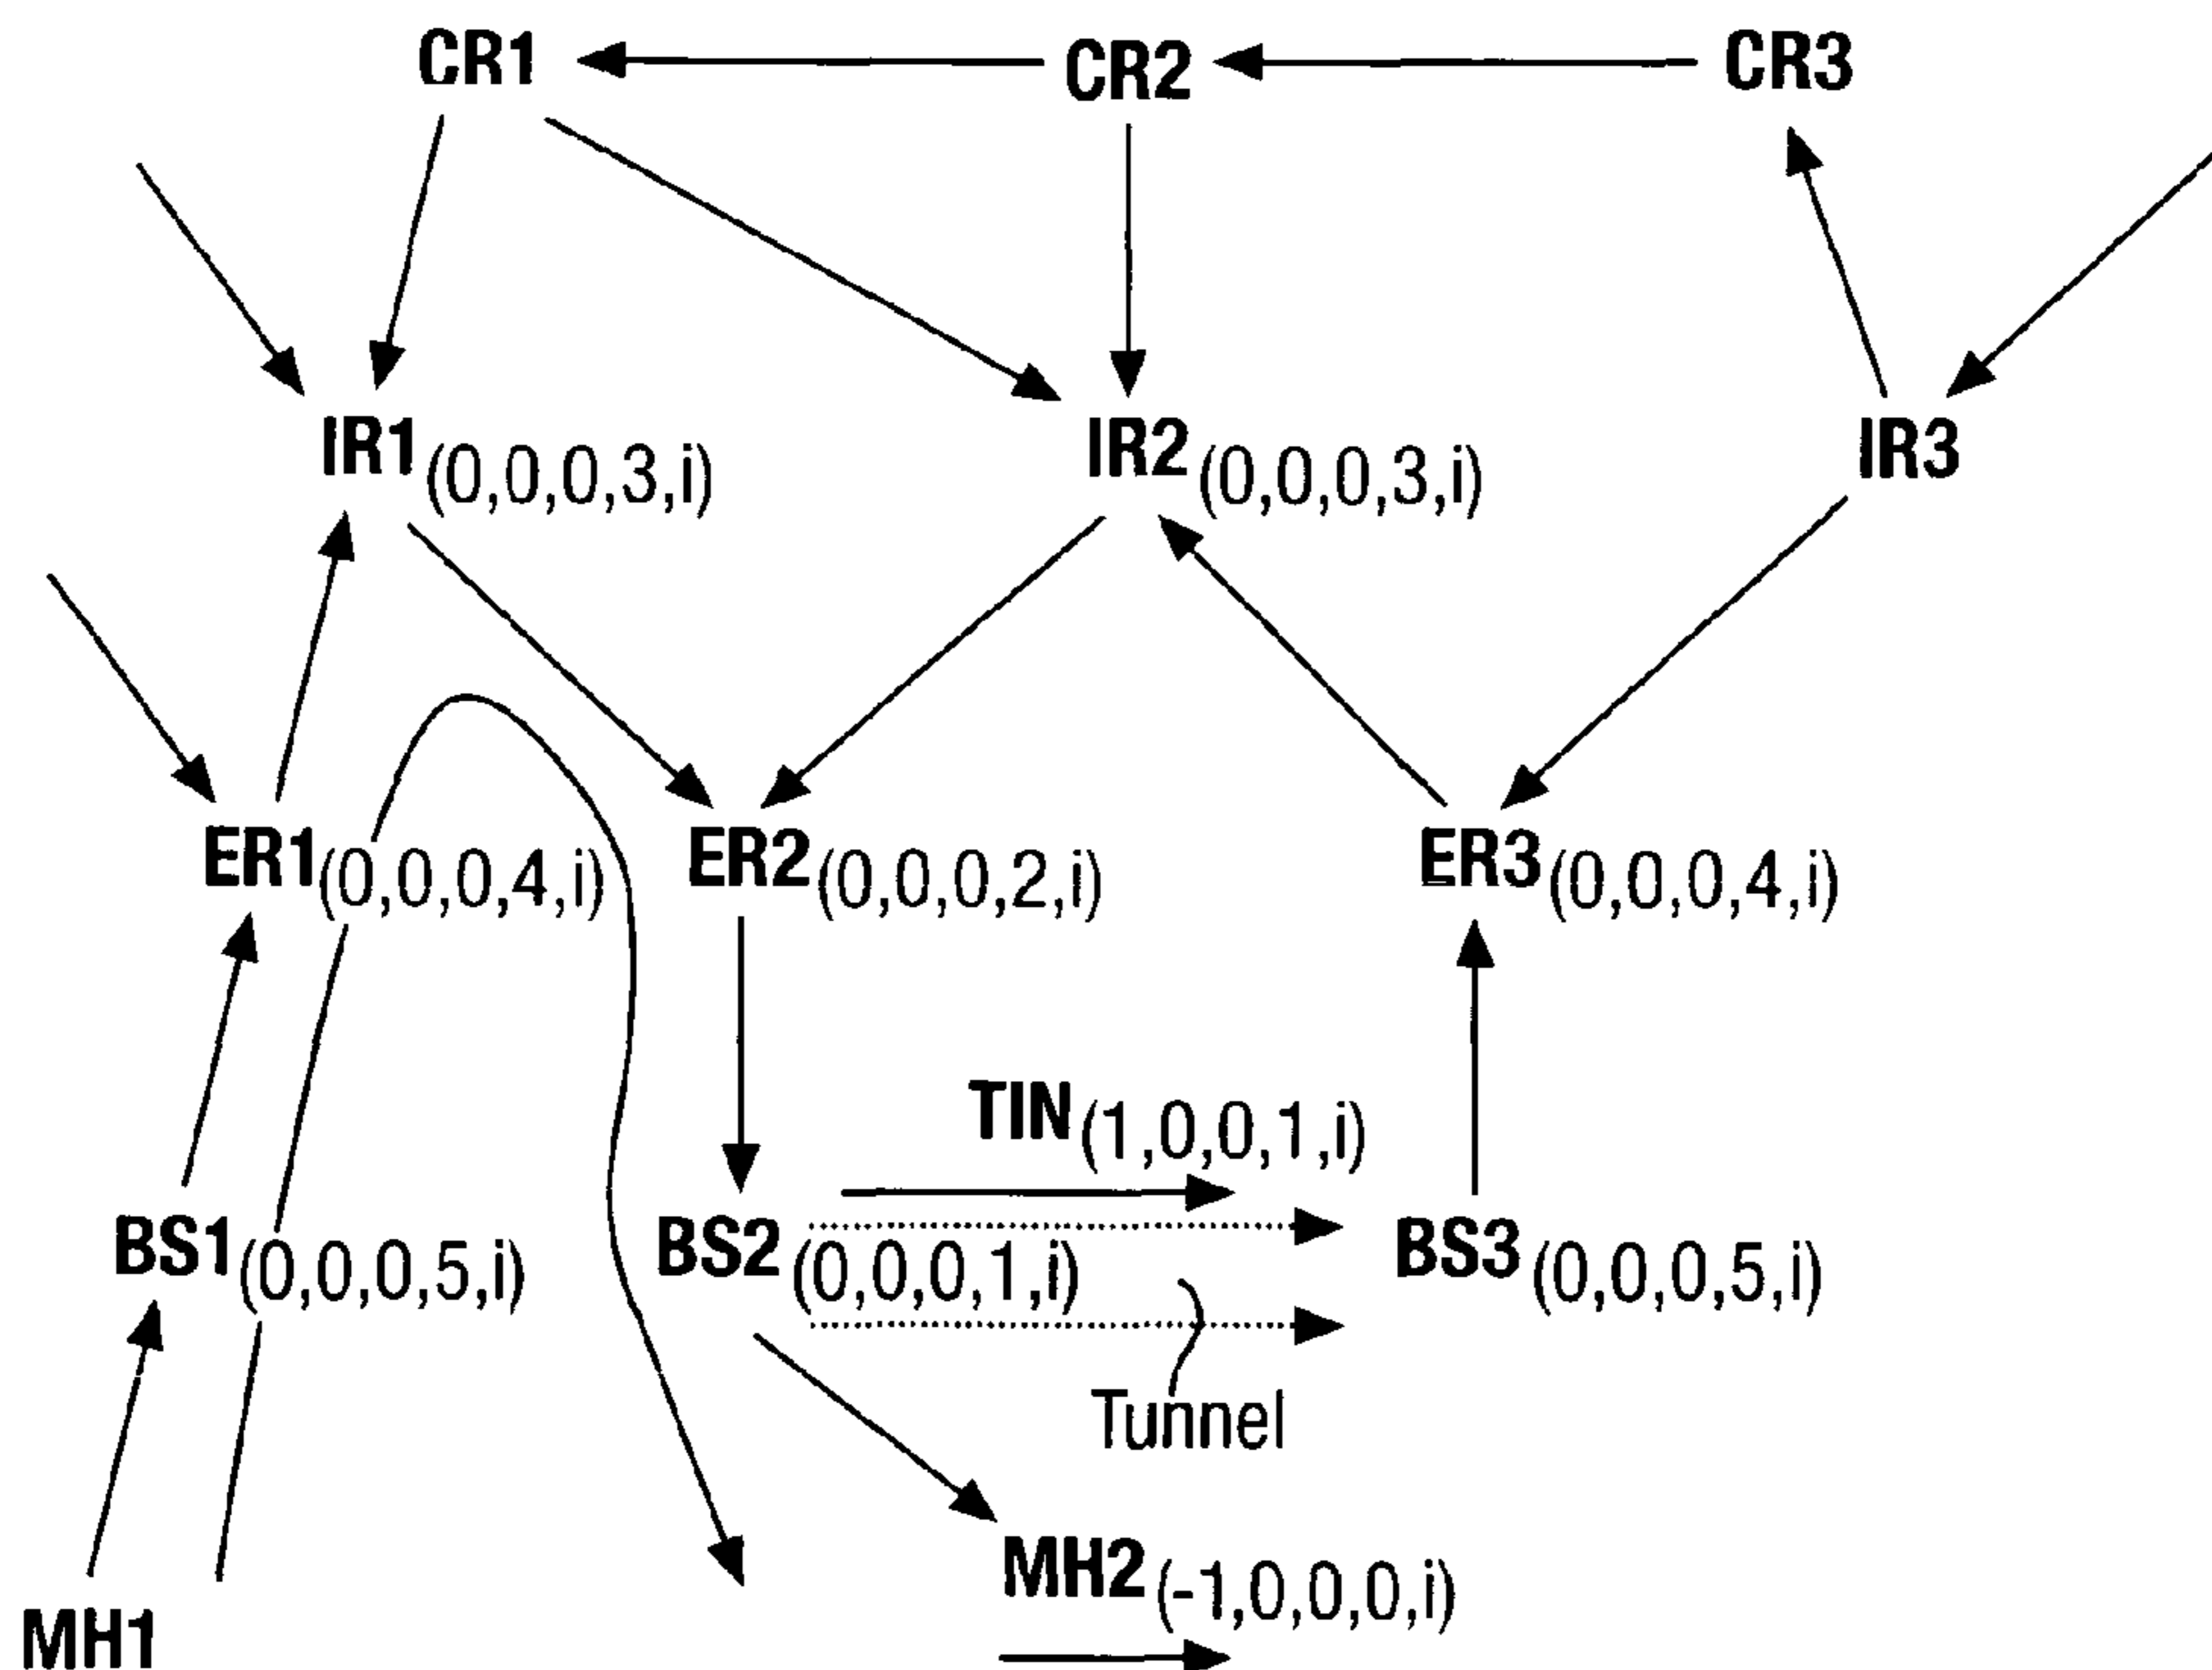 CR1 CR2 CR3
IR1(0,0,0,3,i) IR2(0,0,0,3,i) IR3
ER1(0,0,0,4,i) ER2(0,0,0,2,i) ER3(0,0,0,4,i)
TIN(1,0,0,1,i)
BS1(0,0,0,5,i) BS2(0,0,0,1,i) BS3(0,0,0,5,i)
Tunnel
MH2(-1,0,0,0,i)
MH1